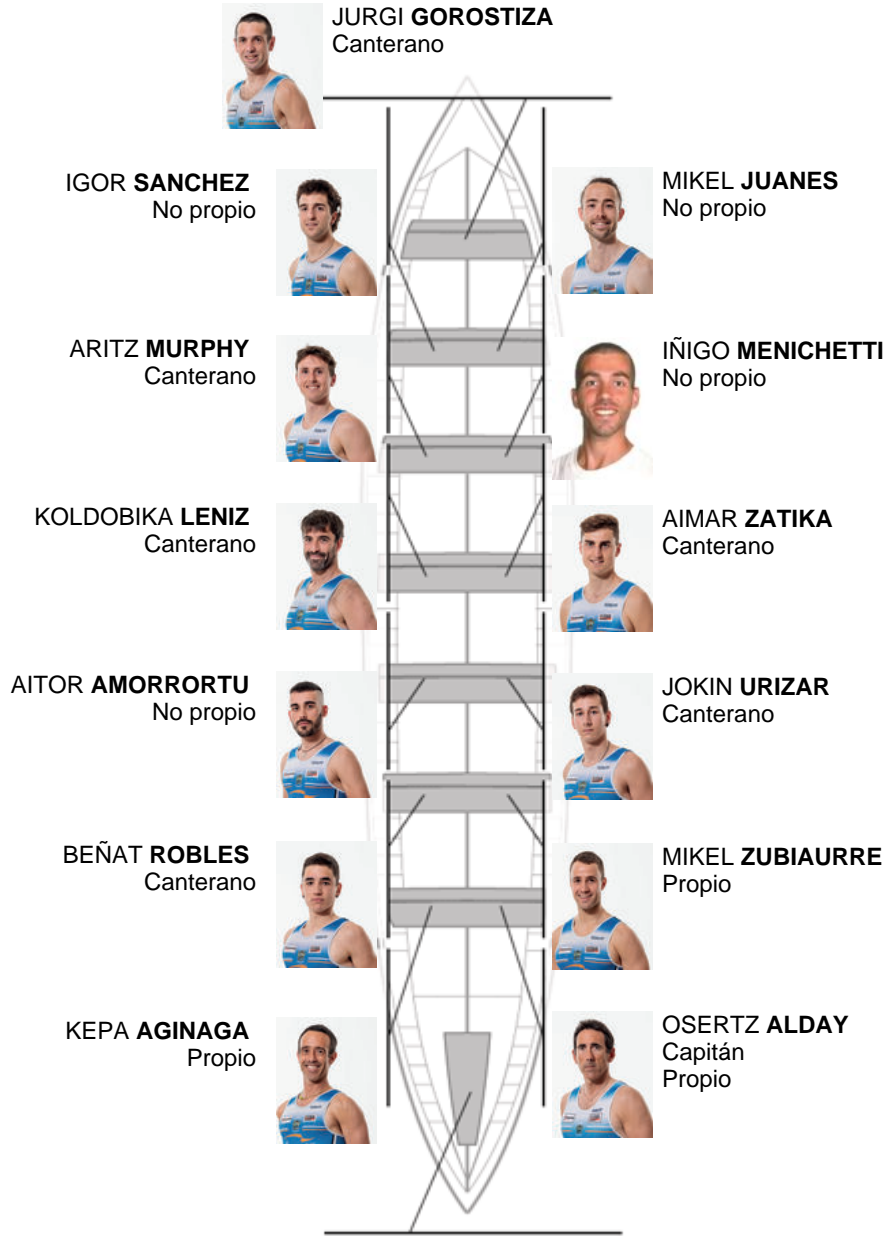 JURGI GOROSTIZA
Canterano
IGOR SANCHEZ
No propio
MIKEL JUANES
No propio
ARITZ MURPHY
Canterano
IÑIGO MENICHETTI
No propio
KOLDOBIKA LENIZ
Canterano
AIMAR ZATIKA
Canterano
AITOR AMORRORTU
No propio
JOKIN URIZAR
Canterano
BEÑAT ROBLES
Canterano
MIKEL ZUBIAURRE
Propio
KEPA AGINAGA
Propio
OSERTZ ALDAY
Capitán
Propio